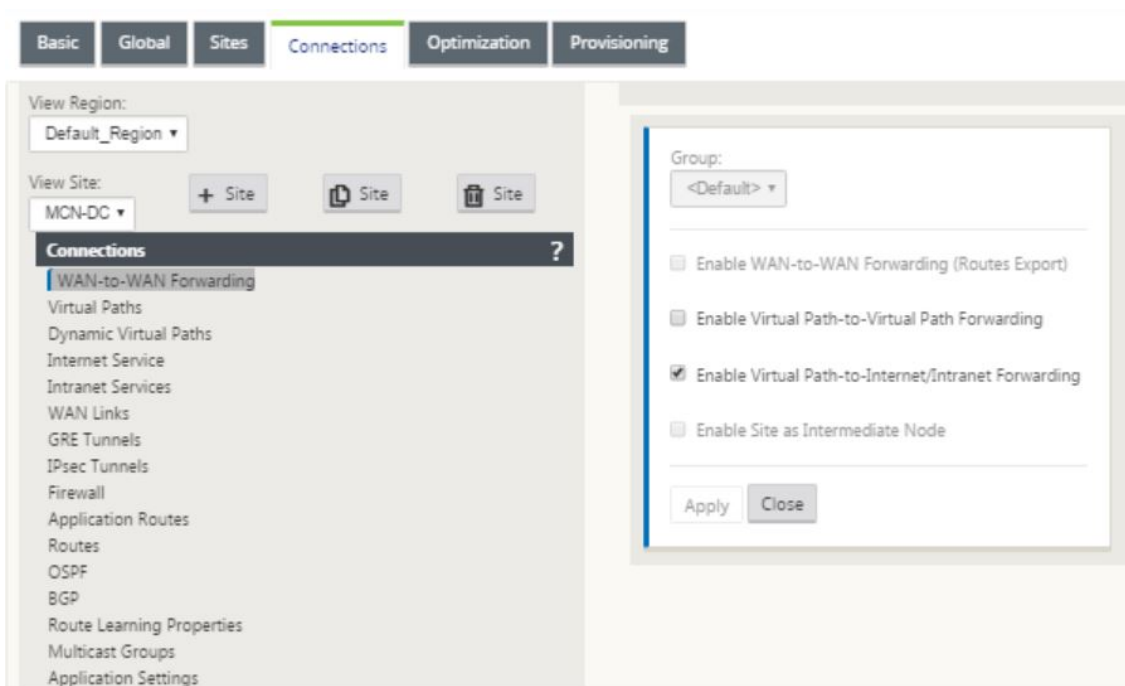 Basic Global Sites Connections Optimization Provisioning
View Region:
Default_Region
View Site:
MCN-DC
+ Site
Site
Site
Connections ?
WAN-to-WAN Forwarding
Virtual Paths
Dynamic Virtual Paths
Internet Service
Intranet Services
WAN Links
GRE Tunnels
IPsec Tunnels
Firewall
Application Routes
Routes
OSPF
BGP
Route Learning Properties
Multicast Groups
Application Settings
Group:
<Default>
Enable WAN-to-WAN Forwarding (Routes Export)
Enable Virtual Path-to-Virtual Path Forwarding
Enable Virtual Path-to-Internet/Intranet Forwarding
Enable Site as Intermediate Node
Apply Close